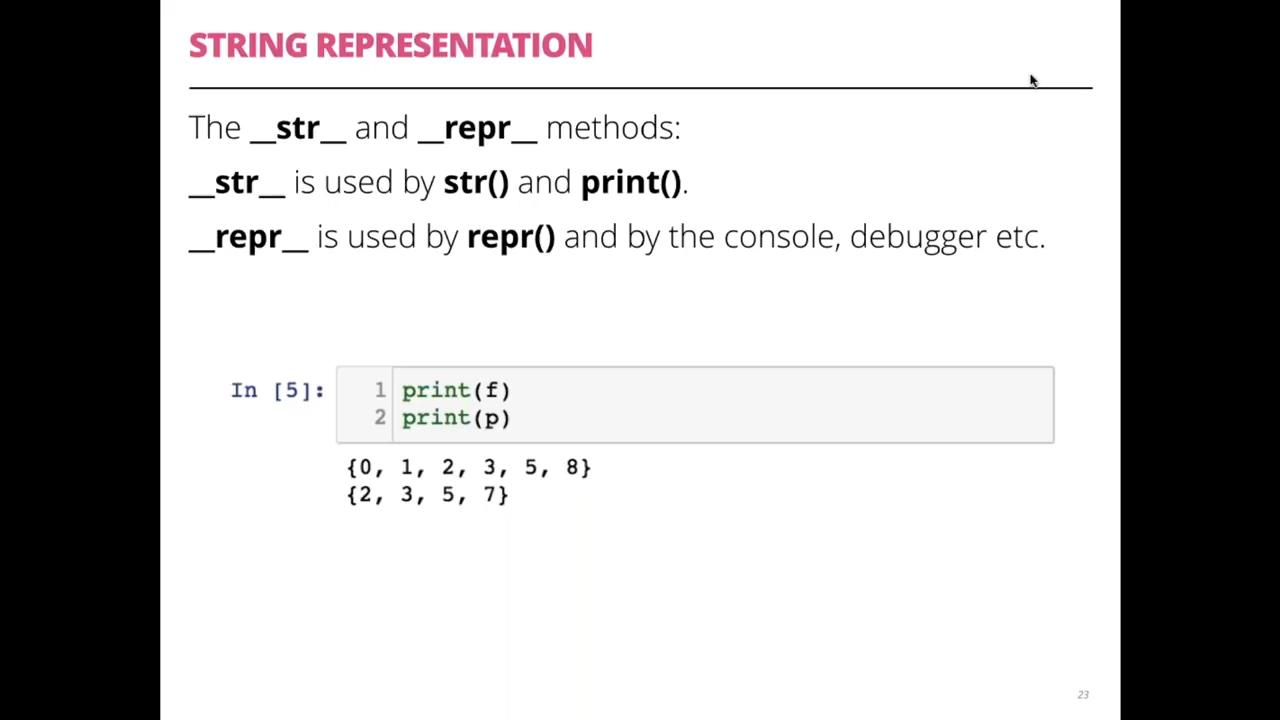 STRING REPRESENTATION
The __str__ and __repr__ methods:
__str__ is used by str() and print().
__repr__ is used by repr() and by the console, debugger etc.
In [5]: 1 print(f)
2 print(p)
{0, 1, 2, 3, 5, 8}
{2, 3, 5, 7}
23